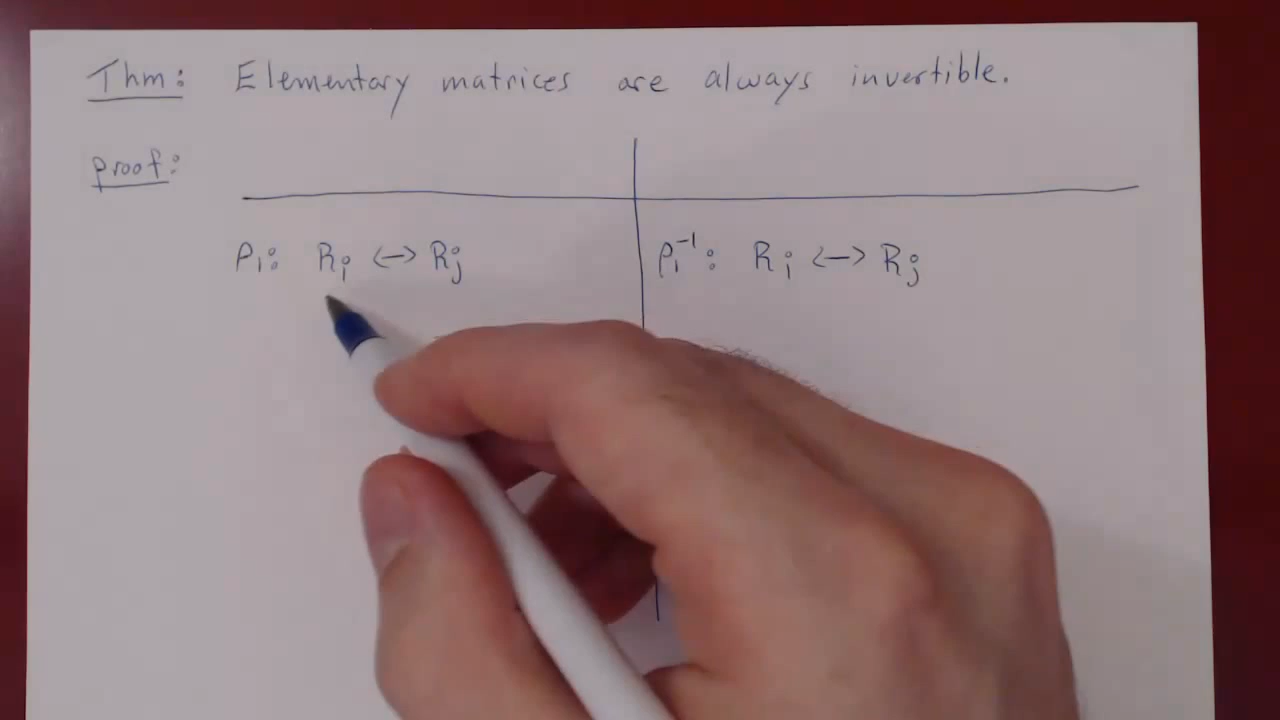 Thm: Elementary matrices are always invertible.
proof:
ρ₁: Rᵢ <-> Rⱼ
ρ₁⁻¹: Rᵢ <-> Rⱼ